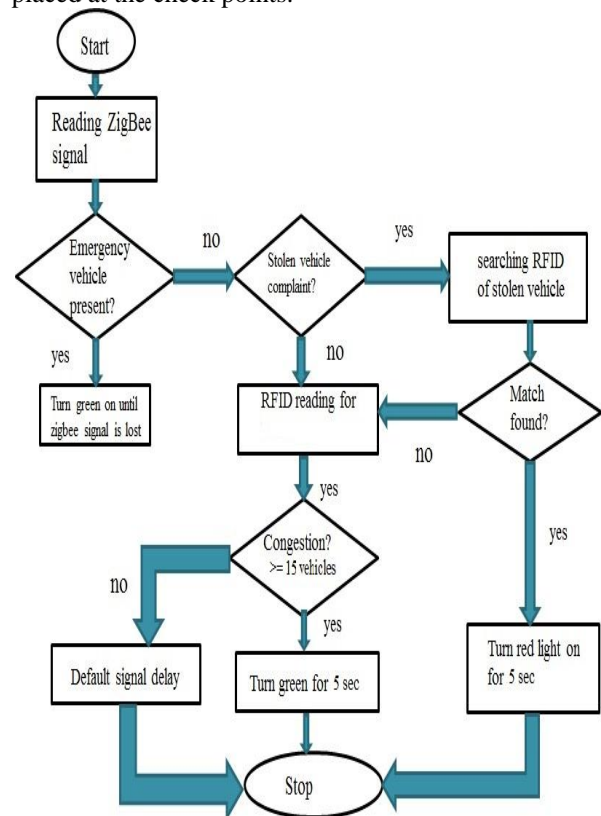 placed at the check points.
Start
Reading ZigBee
signal
Emergency
vehicle
present?
no
Stolen vehicle
complaint?
yes
searching RFID
of stolen vehicle
yes
no
Turn green on until
zigbee signal is lost
RFID reading for
Match
found?
no
yes
Congestion?
>= 15 vehicles
yes
no
yes
Default signal delay
Turn green for 5 sec
Turn red light on
for 5 sec
Stop